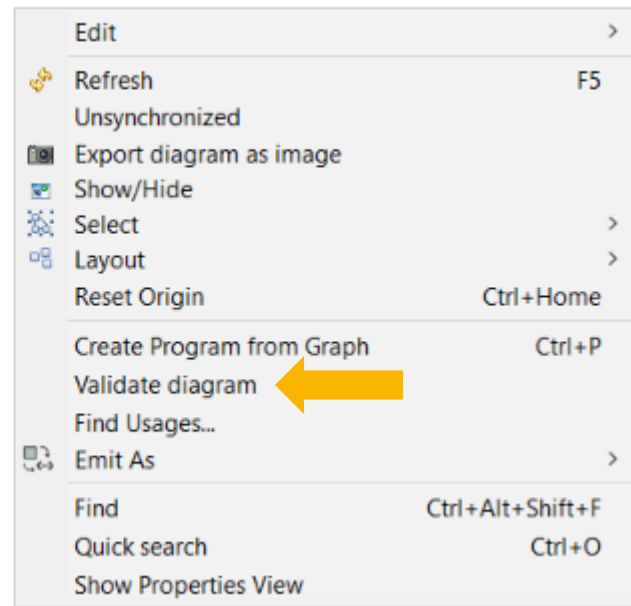 Edit
Refresh F5
Unsynchronized
Export diagram as image
Show/Hide
Select
Layout
Reset Origin Ctrl+Home
Create Program from Graph Ctrl+P
Validate diagram
Find Usages...
Emit As
Find Ctrl+Alt+Shift+F
Quick search Ctrl+O
Show Properties View